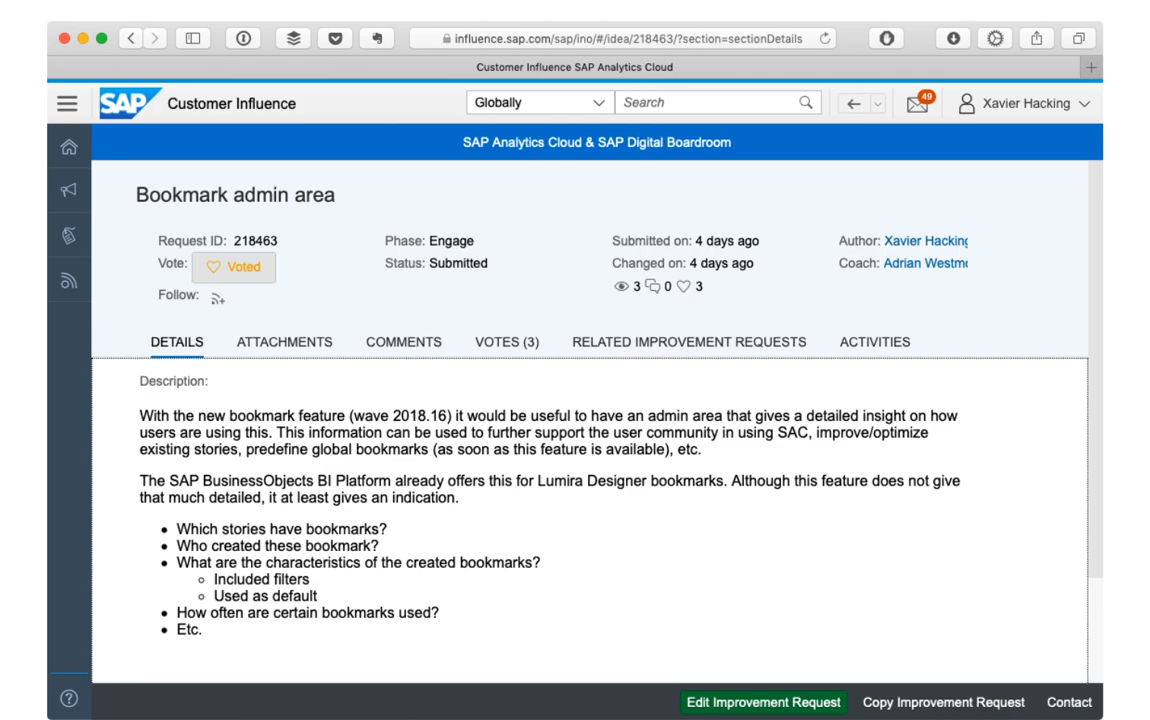 influence.sap.com/sap/ino/#/idea/218463/?section=sectionDetails
Customer Influence SAP Analytics Cloud
SAP Customer Influence
Globally
Search
49
Xavier Hacking
SAP Analytics Cloud & SAP Digital Boardroom
Bookmark admin area
Request ID: 218463
Phase: Engage
Submitted on: 4 days ago
Author: Xavier Hacking
Vote: Voted
Status: Submitted
Changed on: 4 days ago
Coach: Adrian
3 0 3
Follow:
DETAILS ATTACHMENTS COMMENTS VOTES (3) RELATED IMPROVEMENT REQUESTS ACTIVITIES
Description:
With the new bookmark feature (wave 2018.16) it would be useful to have an admin area that gives a detailed insight on how
users are using this. This information can be used to further support the user community in using SAC, improve/optimize
existing stories, predefine global bookmarks (as soon as this feature is available), etc.
The SAP BusinessObjects BI Platform already offers this for Lumira Designer bookmarks. Although this feature does not give
that much detailed, it at least gives an indication.
• Which stories have bookmarks?
• Who created these bookmark?
• What are the characteristics of the created bookmarks?
○ Included filters
○ Used as default
• How often are certain bookmarks used?
• Etc.
Edit Improvement Request Copy Improvement Request Contact